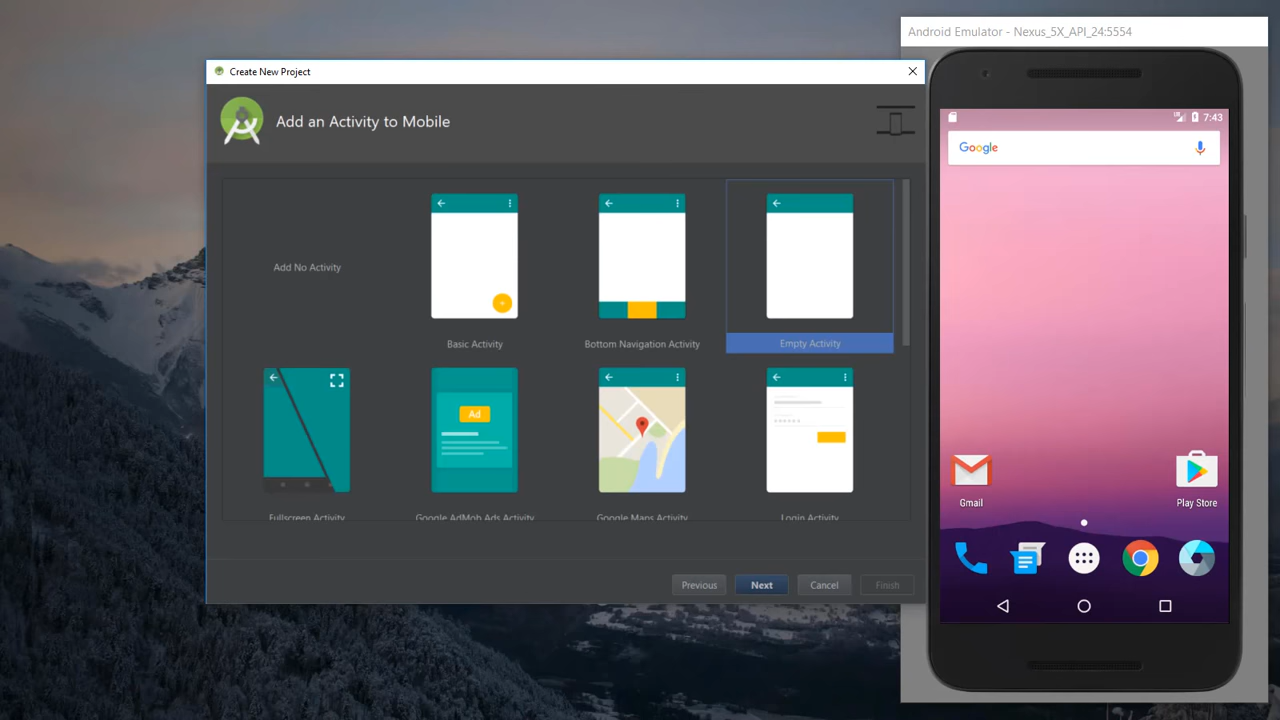 Android Emulator - Nexus_5X_API_24:5554
Create New Project
Add an Activity to Mobile
7:43
Google
Add No Activity
Basic Activity
Bottom Navigation Activity
Empty Activity
Ad
Fullscreen Activity
Google AdMob Ads Activity
Google Maps Activity
Login Activity
Gmail
Play Store
Previous
Next
Cancel
Finish